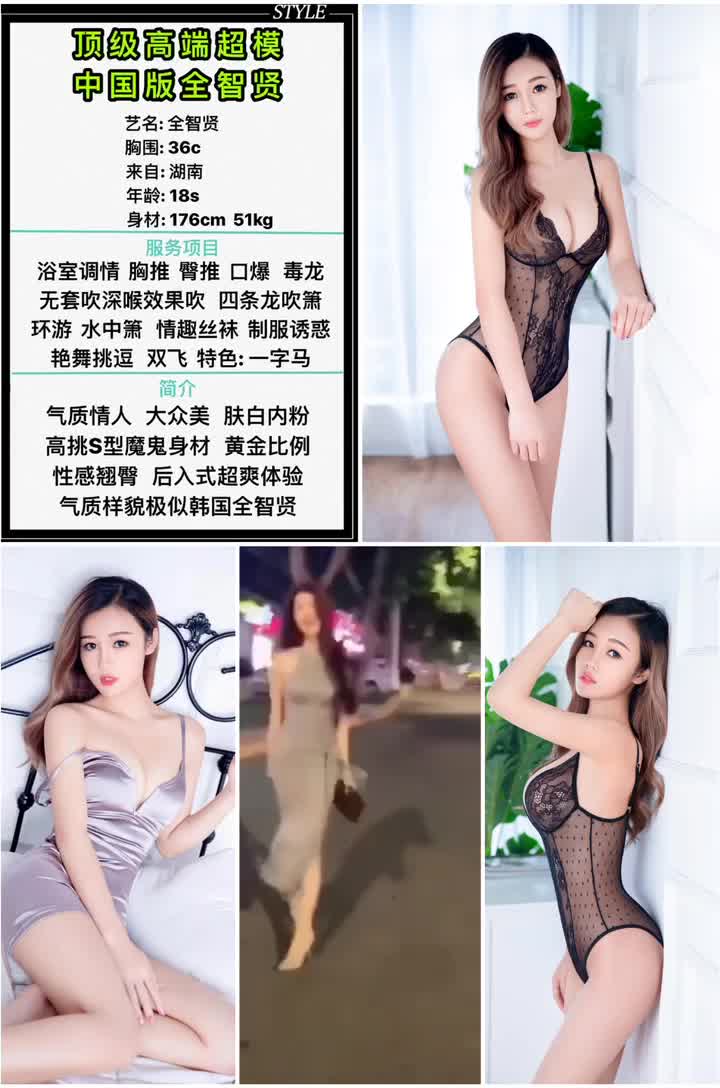 STYLE
顶级高端超模
中国版全智贤
艺名: 全智贤
胸围: 36c
来自: 湖南
年龄: 18s
身材: 176cm 51kg
服务项目
浴室调情 胸推 臀推 口爆 毒龙
无套吹深喉效果吹 四条龙吹箫
环游 水中箫 情趣丝袜 制服诱惑
艳舞挑逗 双飞 特色: 一字马
简介
气质情人 大众美 肤白内粉
高挑S型魔鬼身材 黄金比例
性感翘臀 后入式超爽体验
气质样貌极似韩国全智贤